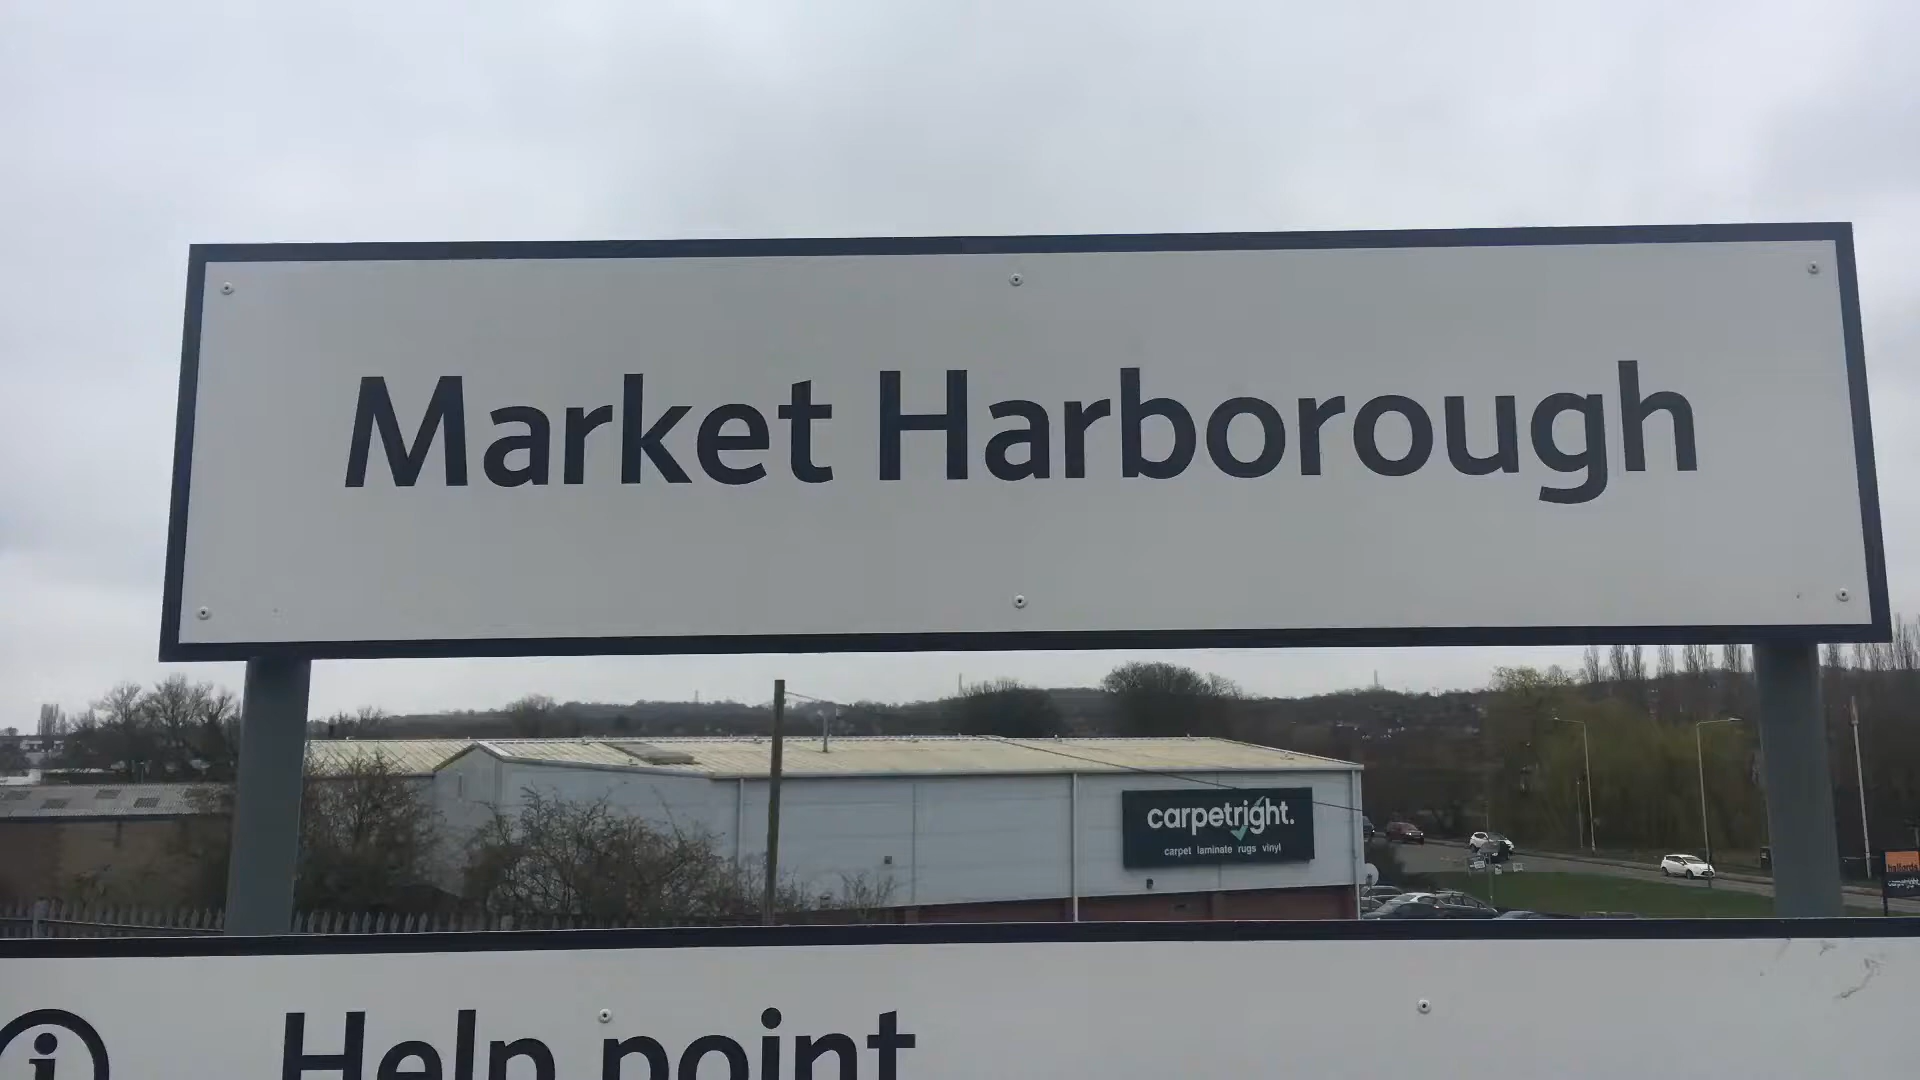 Market Harborough
carpetright.
carpet laminate rugs vinyl
Help point